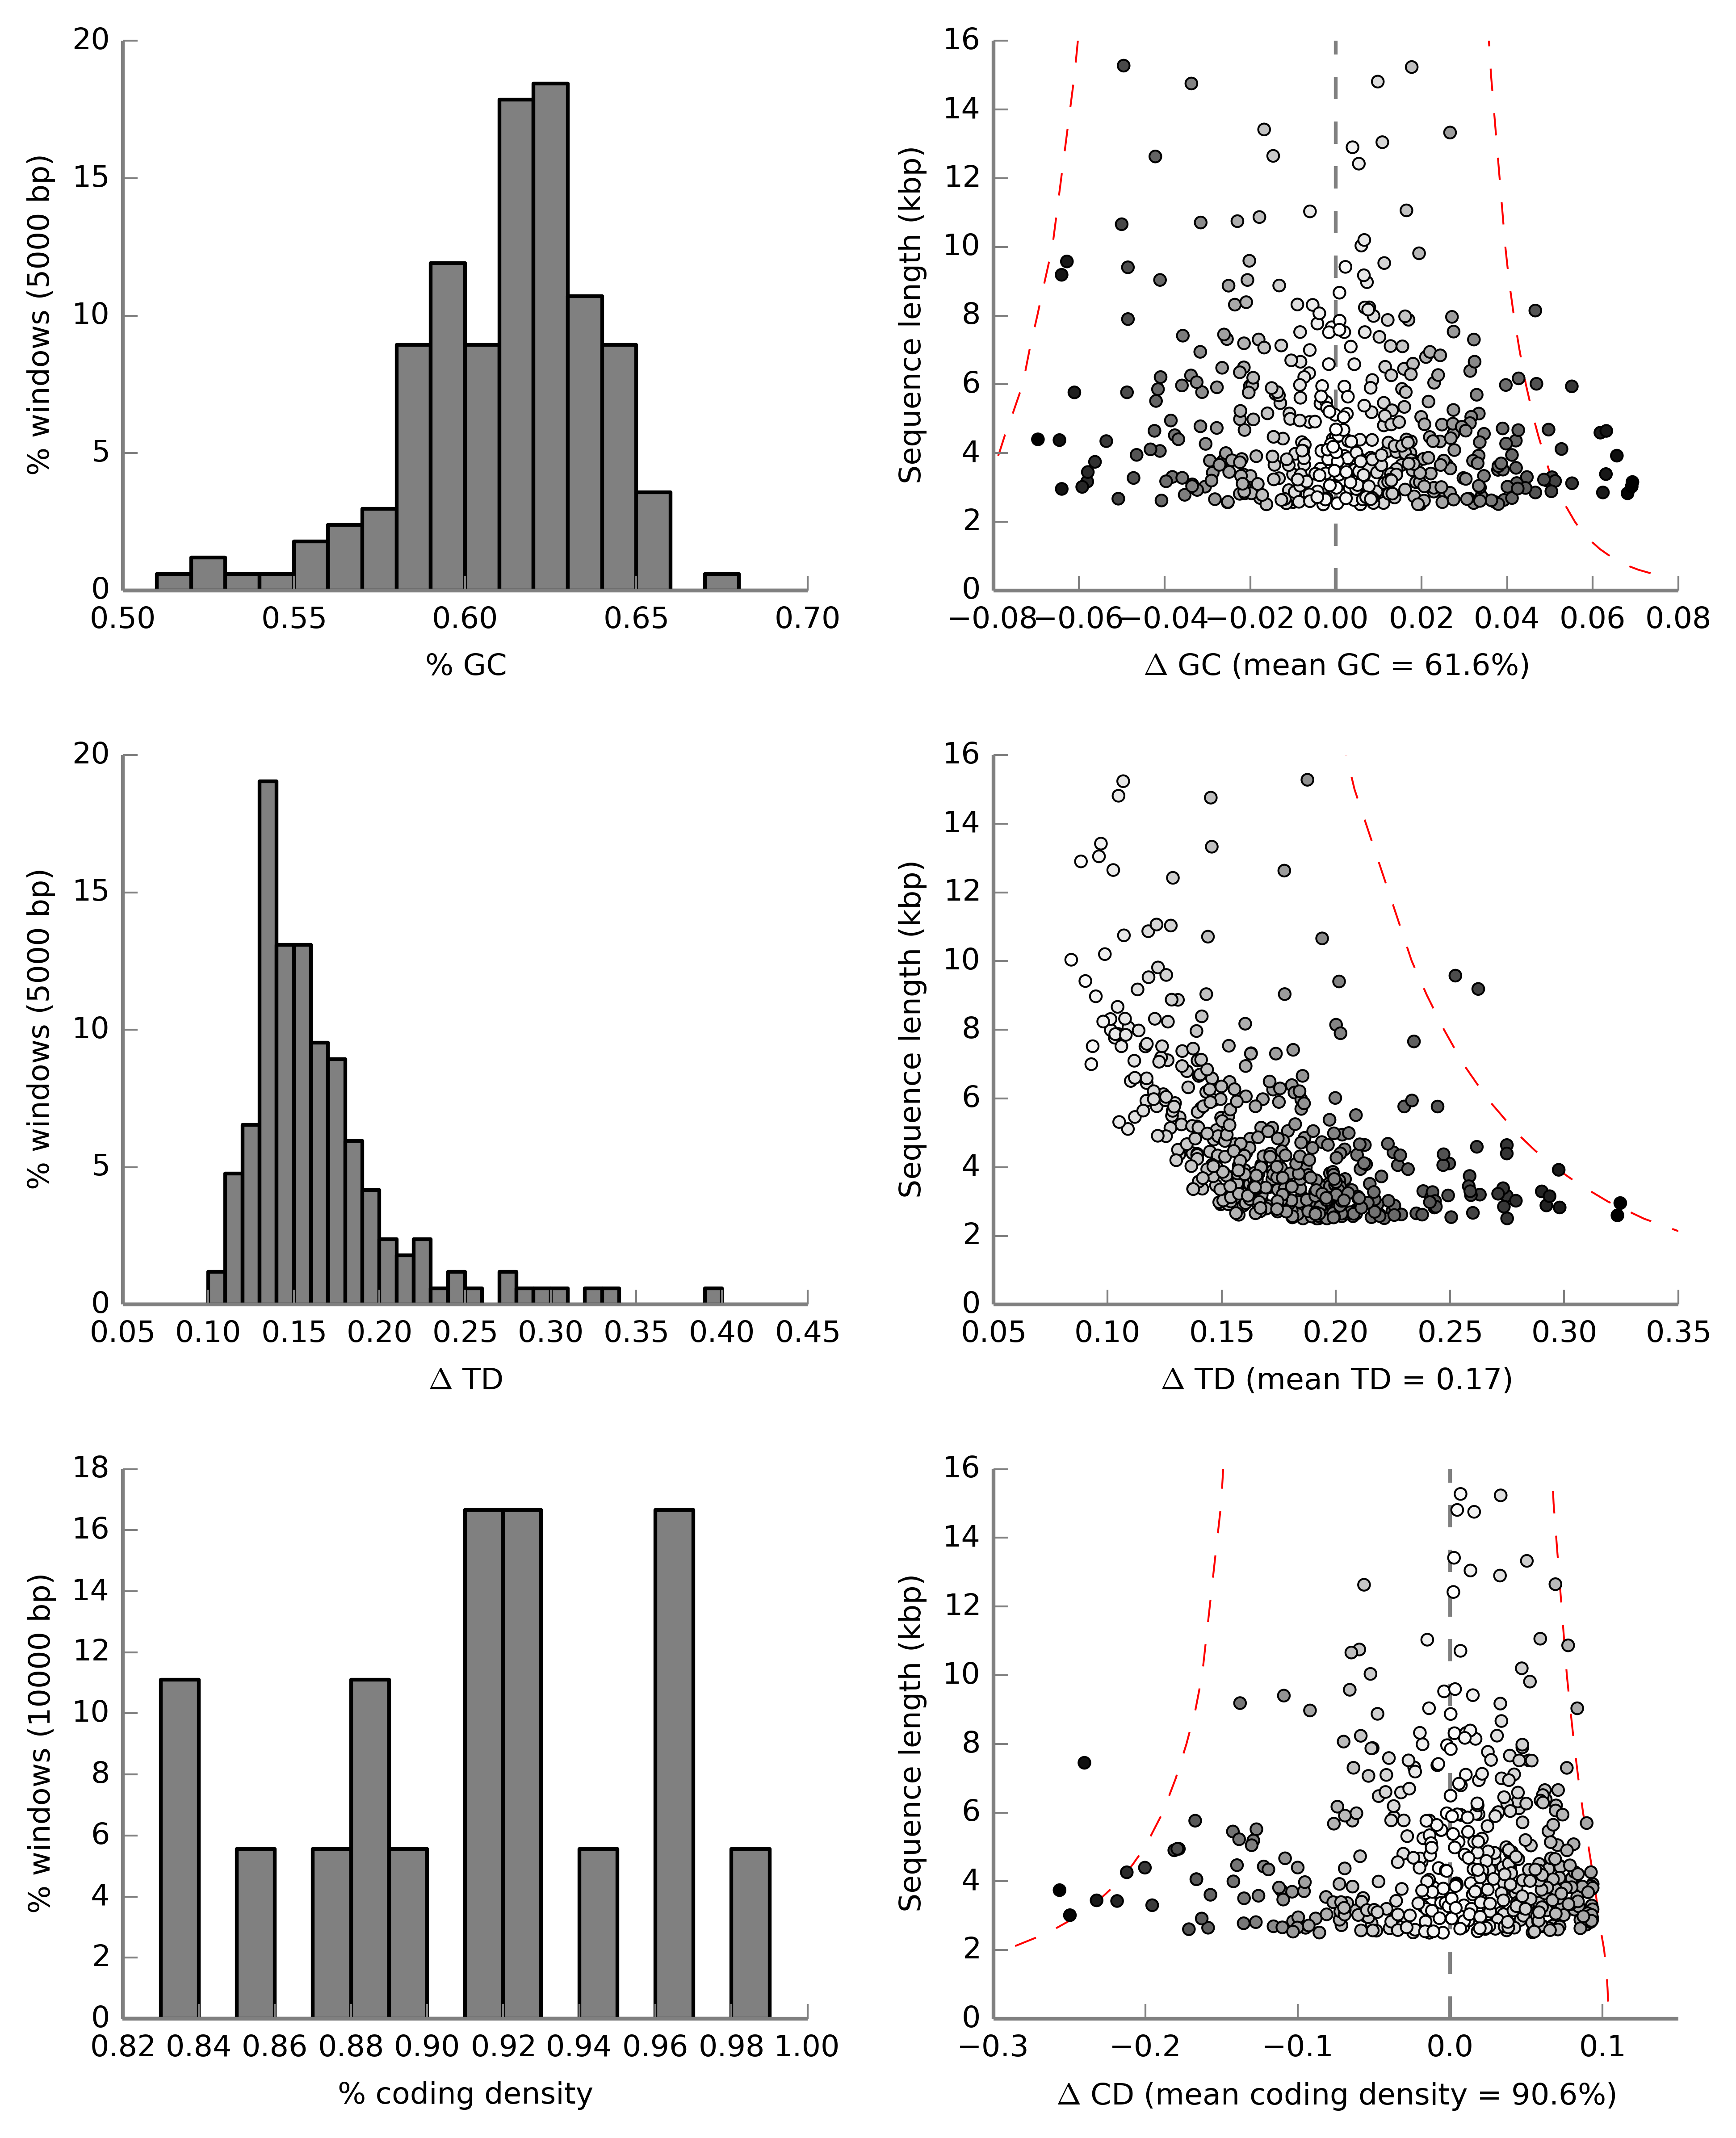 20
15
10
5
0
0.50 0.55 0.60 0.65 0.70
% GC
% windows (5000 bp)
16
14
12
10
8
6
4
2
0
−0.08 −0.06 −0.04 −0.02 0.00 0.02 0.04 0.06 0.08
Δ GC (mean GC = 61.6%)
Sequence length (kbp)
20
15
10
5
0
0.05 0.10 0.15 0.20 0.25 0.30 0.35 0.40 0.45
Δ TD
% windows (5000 bp)
16
14
12
10
8
6
4
2
0
0.05 0.10 0.15 0.20 0.25 0.30 0.35
Δ TD (mean TD = 0.17)
Sequence length (kbp)
18
16
14
12
10
8
6
4
2
0
0.82 0.84 0.86 0.88 0.90 0.92 0.94 0.96 0.98 1.00
% coding density
% windows (10000 bp)
16
14
12
10
8
6
4
2
0
−0.3 −0.2 −0.1 0.0 0.1
Δ CD (mean coding density = 90.6%)
Sequence length (kbp)